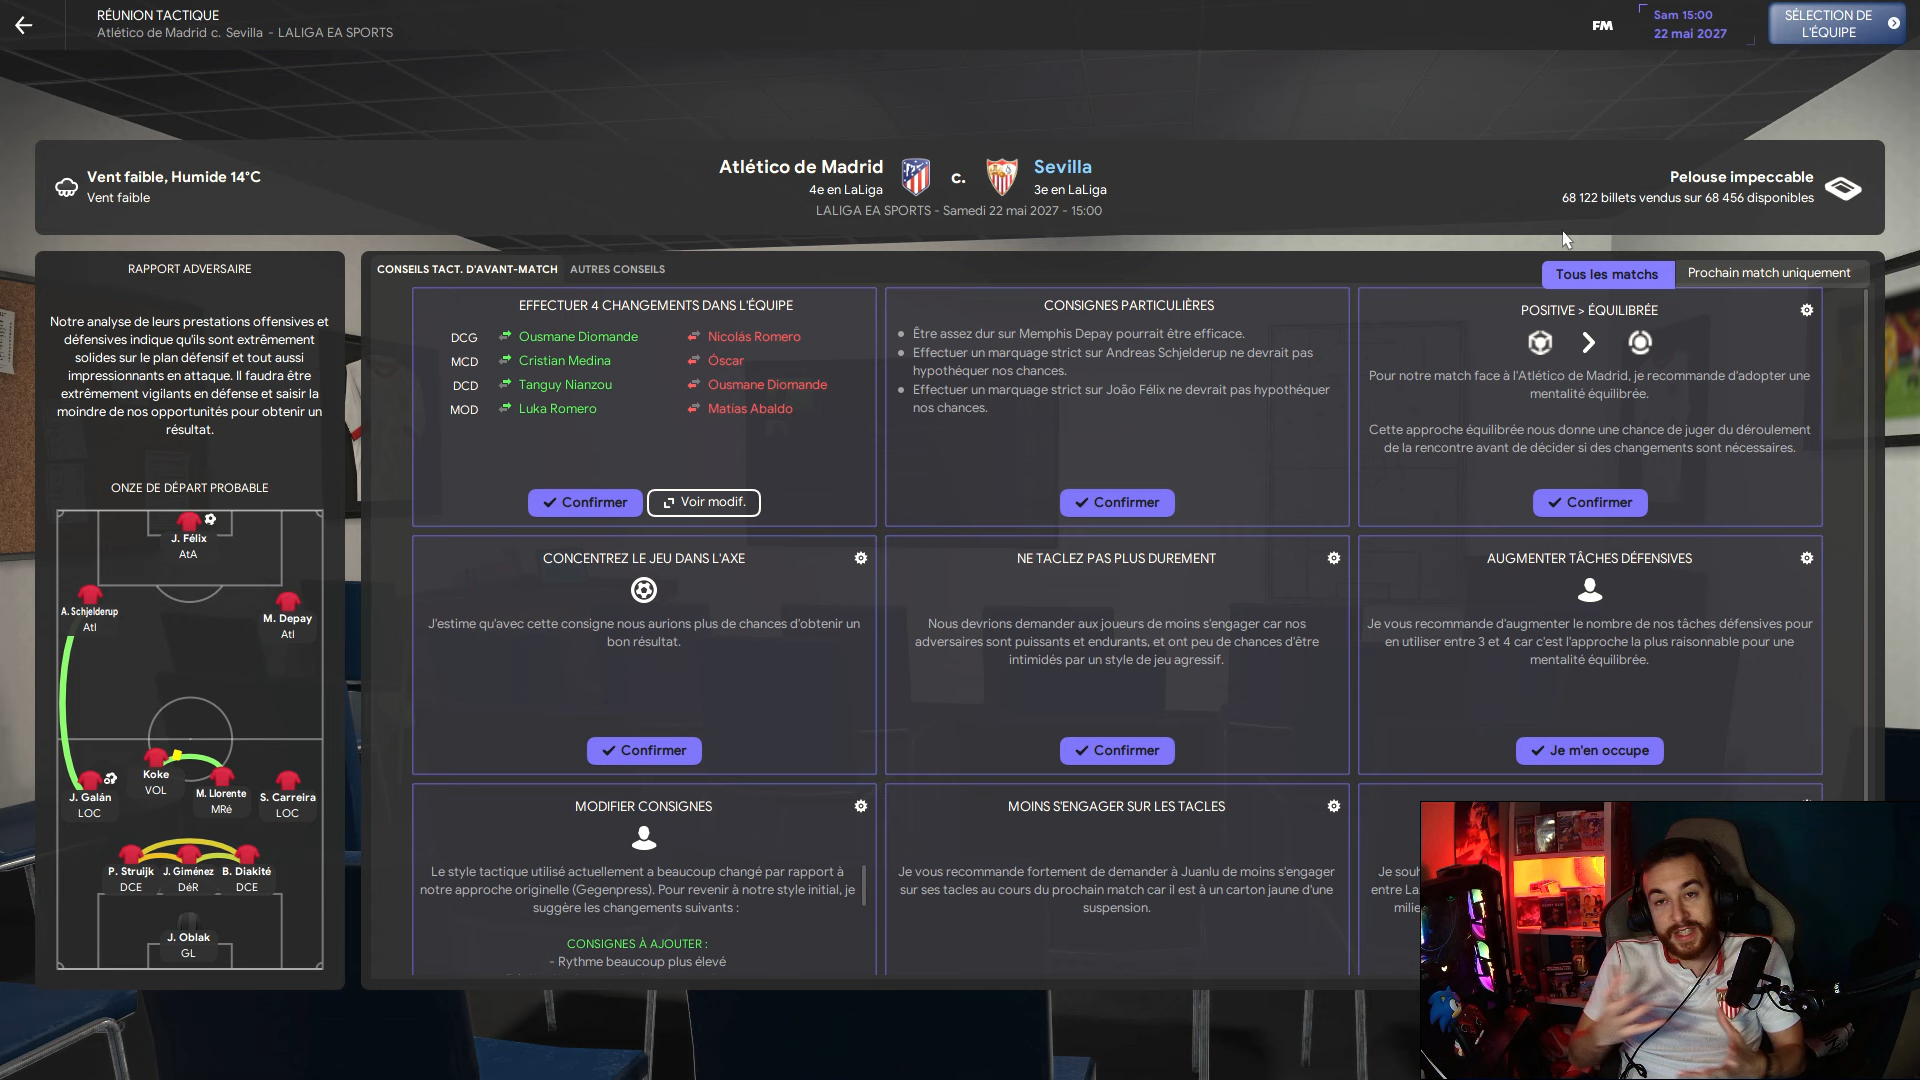 RÉUNION TACTIQUE
Atlético de Madrid c. Sevilla - LALIGA EA SPORTS
FM
Sam 15:00
22 mai 2027
SÉLECTION DE
L'ÉQUIPE
Vent faible, Humide 14°C
Vent faible
Atlético de Madrid
4e en LaLiga
c.
Sevilla
3e en LaLiga
LALIGA EA SPORTS - Samedi 22 mai 2027 - 15:00
Pelouse impeccable
68 122 billets vendus sur 68 456 disponibles
RAPPORT ADVERSAIRE
Notre analyse de leurs prestations offensives et
défensives indique qu'ils sont extrêmement
solides sur le plan défensif et tout aussi
impressionnants en attaque. Il faudra être
extrêmement vigilants en défense et saisir la
moindre de nos opportunités pour obtenir un
résultat.
ONZE DE DÉPART PROBABLE
J. Félix
AtA
A. Schjelderup
AtI
M. Depay
AtI
Koke
VOL
M. Llorente
MRé
J. Galán
LOC
S. Carreira
LOC
P. Struijk
DCE
J. Giménez
DéR
B. Diakité
DCE
J. Oblak
GL
CONSEILS TACT. D'AVANT-MATCH
AUTRES CONSEILS
Tous les matchs
Prochain match uniquement
EFFECTUER 4 CHANGEMENTS DANS L'ÉQUIPE
DCG Ousmane Diomande Nicolás Romero
MCD Cristian Medina Óscar
DCD Tanguy Nianzou Ousmane Diomande
MOD Luka Romero Matías Abaldo
Confirmer
Voir modif.
CONSIGNES PARTICULIÈRES
• Être assez dur sur Memphis Depay pourrait être efficace.
• Effectuer un marquage strict sur Andreas Schjelderup ne devrait pas
hypothéquer nos chances.
• Effectuer un marquage strict sur João Félix ne devrait pas hypothéquer
nos chances.
Confirmer
POSITIVE > ÉQUILIBRÉE
Pour notre match face à l'Atlético de Madrid, je recommande d'adopter une
mentalité équilibrée.
Cette approche équilibrée nous donne une chance de juger du déroulement
de la rencontre avant de décider si des changements sont nécessaires.
Confirmer
CONCENTREZ LE JEU DANS L'AXE
J'estime qu'avec cette consigne nous aurions plus de chances d'obtenir un
bon résultat.
Confirmer
NE TACLEZ PAS PLUS DUREMENT
Nous devrions demander aux joueurs de moins s'engager car nos
adversaires sont puissants et endurants, et ont peu de chances d'être
intimidés par un style de jeu agressif.
Confirmer
AUGMENTER TÂCHES DÉFENSIVES
Je vous recommande d'augmenter le nombre de nos tâches défensives pour
en utiliser entre 3 et 4 car c'est l'approche la plus raisonnable pour une
mentalité équilibrée.
Je m'en occupe
MODIFIER CONSIGNES
Le style tactique utilisé actuellement a beaucoup changé par rapport à
notre approche originelle (Gegenpress). Pour revenir à notre style initial, je
suggère les changements suivants :
CONSIGNES À AJOUTER :
- Rythme beaucoup plus élevé
MOINS S'ENGAGER SUR LES TACLES
Je vous recommande fortement de demander à Juanlu de moins s'engager
sur ses tacles au cours du prochain match car il est à un carton jaune d'une
suspension.
Je souh
entre La
milie